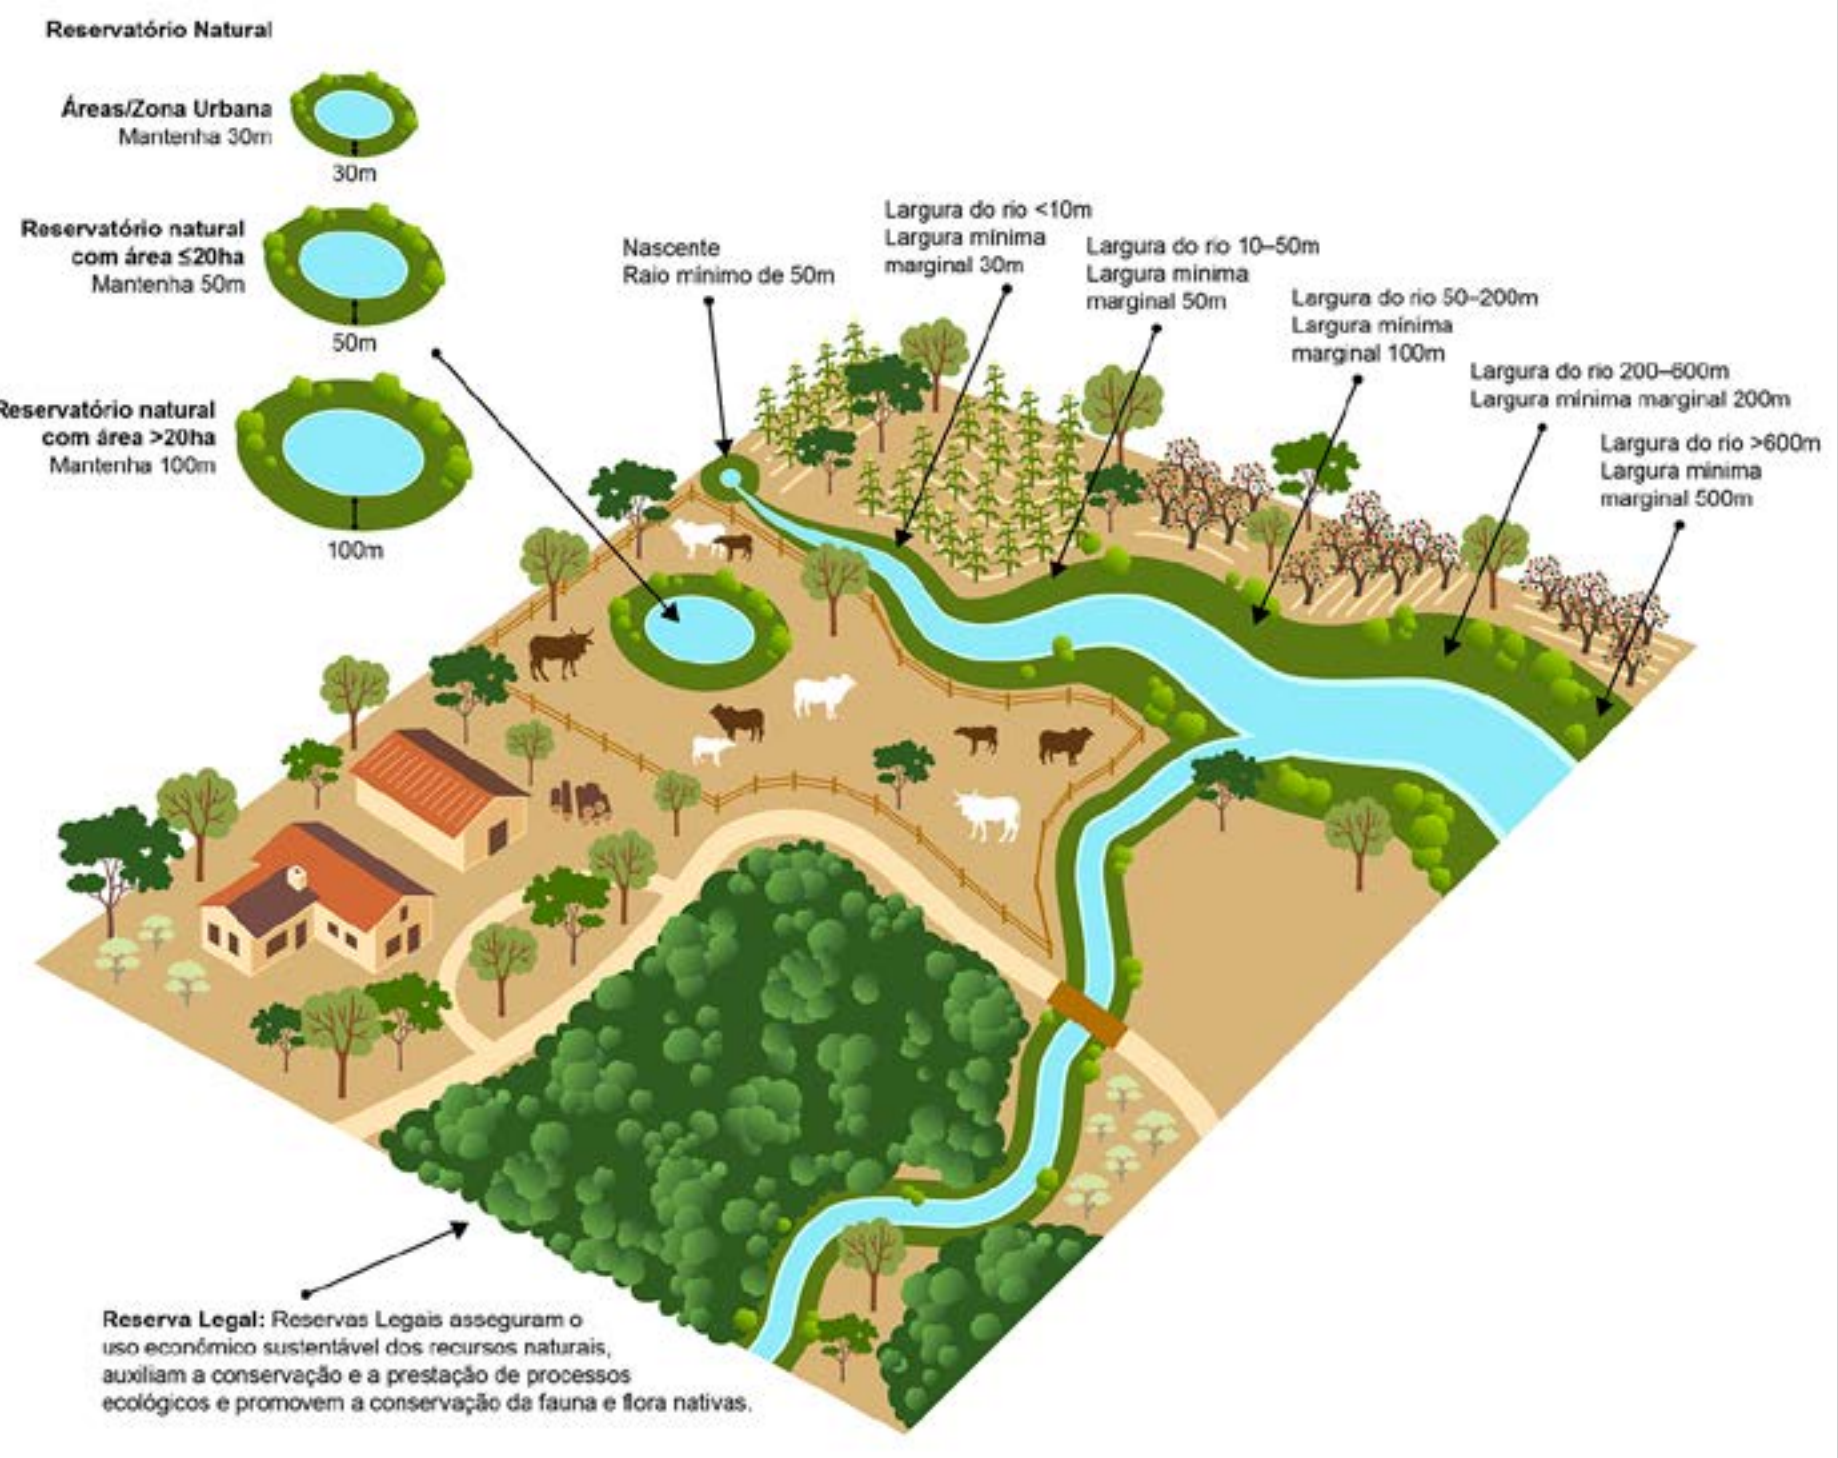 Reservatório Natural
Áreas/Zona Urbana
Mantenha 30m
30m
Reservatório natural
com área ≤20ha
Mantenha 50m
50m
Reservatório natural
com área >20ha
Mantenha 100m
100m
Nascente
Raio mínimo de 50m
Largura do rio <10m
Largura mínima
marginal 30m
Largura do rio 10–50m
Largura mínima
marginal 50m
Largura do rio 50–200m
Largura mínima
marginal 100m
Largura do rio 200–600m
Largura mínima marginal 200m
Largura do rio >600m
Largura mínima
marginal 500m
Reserva Legal: Reservas Legais asseguram o
uso econômico sustentável dos recursos naturais,
auxiliam a conservação e a prestação de processos
ecológicos e promovem a conservação da fauna e flora nativas.